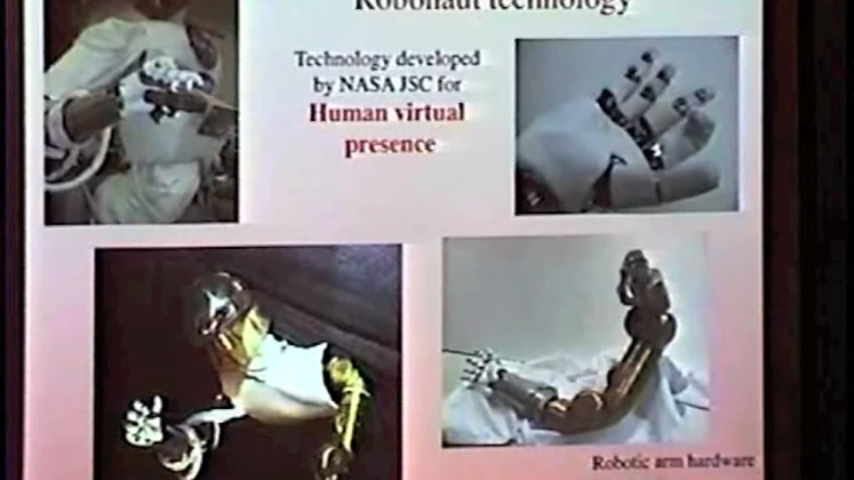 Robonaut technology
Technology developed
by NASA JSC for
Human virtual
presence
Robotic arm hardware